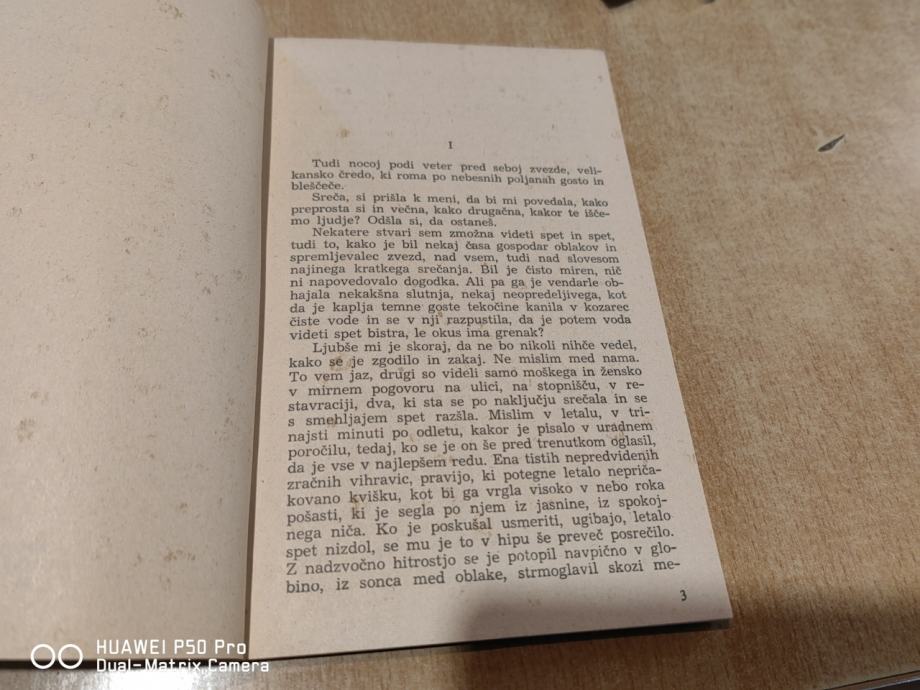 I
Tudi nocoj podi veter pred seboj zvezde, veli-
kansko čredo, ki roma po nebesnih poljanah gosto in
bleščeče.
Sreča, si prišla k meni, da bi mi povedala, kako
preprosta si in večna, kako drugačna, kakor te išče-
mo ljudje? Odšla si, da ostaneš.
Nekatere stvari sem zmožna videti spet in spet,
tudi to, kako je bil nekaj časa gospodar oblakov in
spremljevalec zvezd, nad vsem, tudi nad slovesom
najinega kratkega srečanja. Bil je čisto miren, nič
ni napovedovalo dogodka. Ali pa ga je vendarle ob-
hajala nekakšna slutnja, nekaj neopredeljivega, kot
da je kaplja temne goste tekočine kanila v kozarec
čiste vode in se v nji razpustila, da je potem voda
videti spet bistra, le okus ima grenak?
Ljubše mi je skoraj, da ne bo nikoli nihče vedel,
kako se je zgodilo in zakaj. Ne mislim med nama.
To vem jaz, drugi so videli samo moškega in žensko
v mirnem pogovoru na ulici, na stopnišču, v re-
stavraciji, dva, ki sta se po naključju srečala in se
s smehljajem spet razšla. Mislim v letalu, v tri-
najsti minuti po odletu, kakor je pisalo v uradnem
poročilu, tedaj, ko se je on še pred trenutkom oglasil,
da je vse v najlepšem redu. Ena tistih nepredvidenih
zračnih vihravic, pravijo, ki potegne letalo nepriča-
kovano kvišku, kot bi ga vrgla visoko v nebo roka
pošasti, ki je segla po njem iz jasnine, iz spokoj-
nega niča. Ko je poskušal usmeriti, ugibajo, letalo
spet nizdol, se mu je to v hipu še preveč posrečilo.
Z nadzvočno hitrostjo se je potopil navpično v glo-
bino, iz sonca med oblake, strmoglavil skozi me-
3
HUAWEI P50 Pro
Dual-Matrix Camera